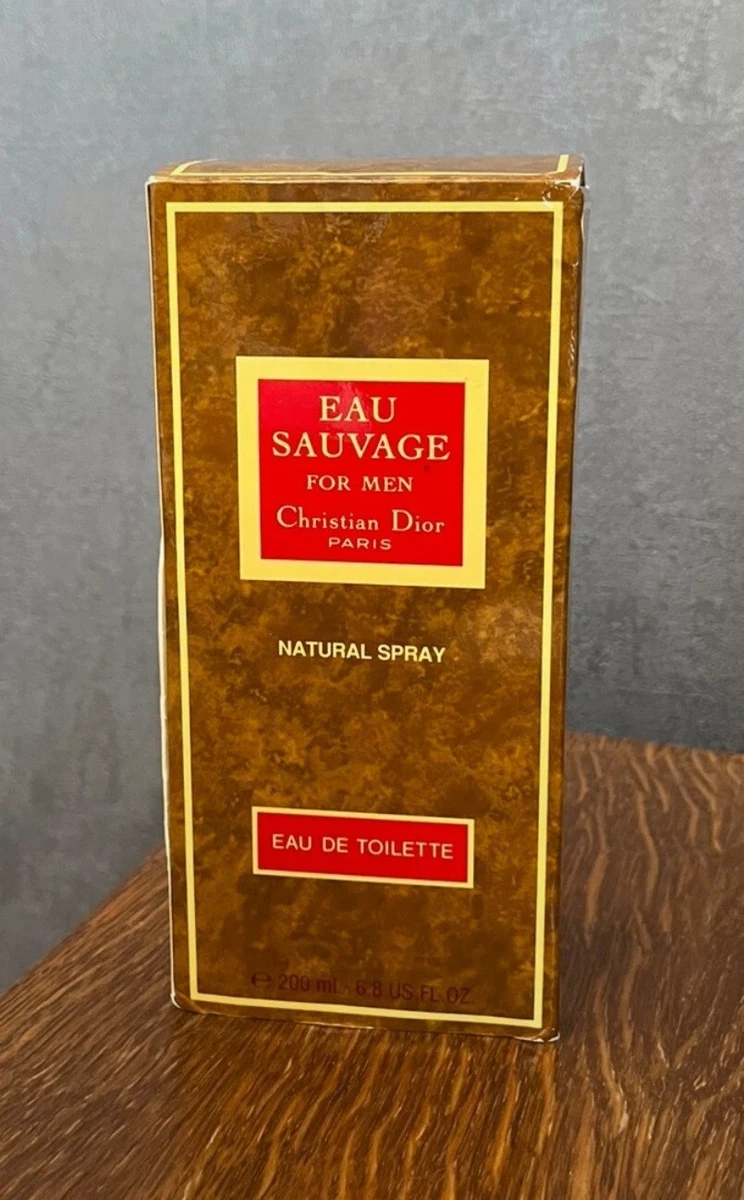 EAU
SAUVAGE
FOR MEN
Christian Dior
PARIS
NATURAL SPRAY
EAU DE TOILETTE
℮ 200 ml - 6.8 US FL.OZ